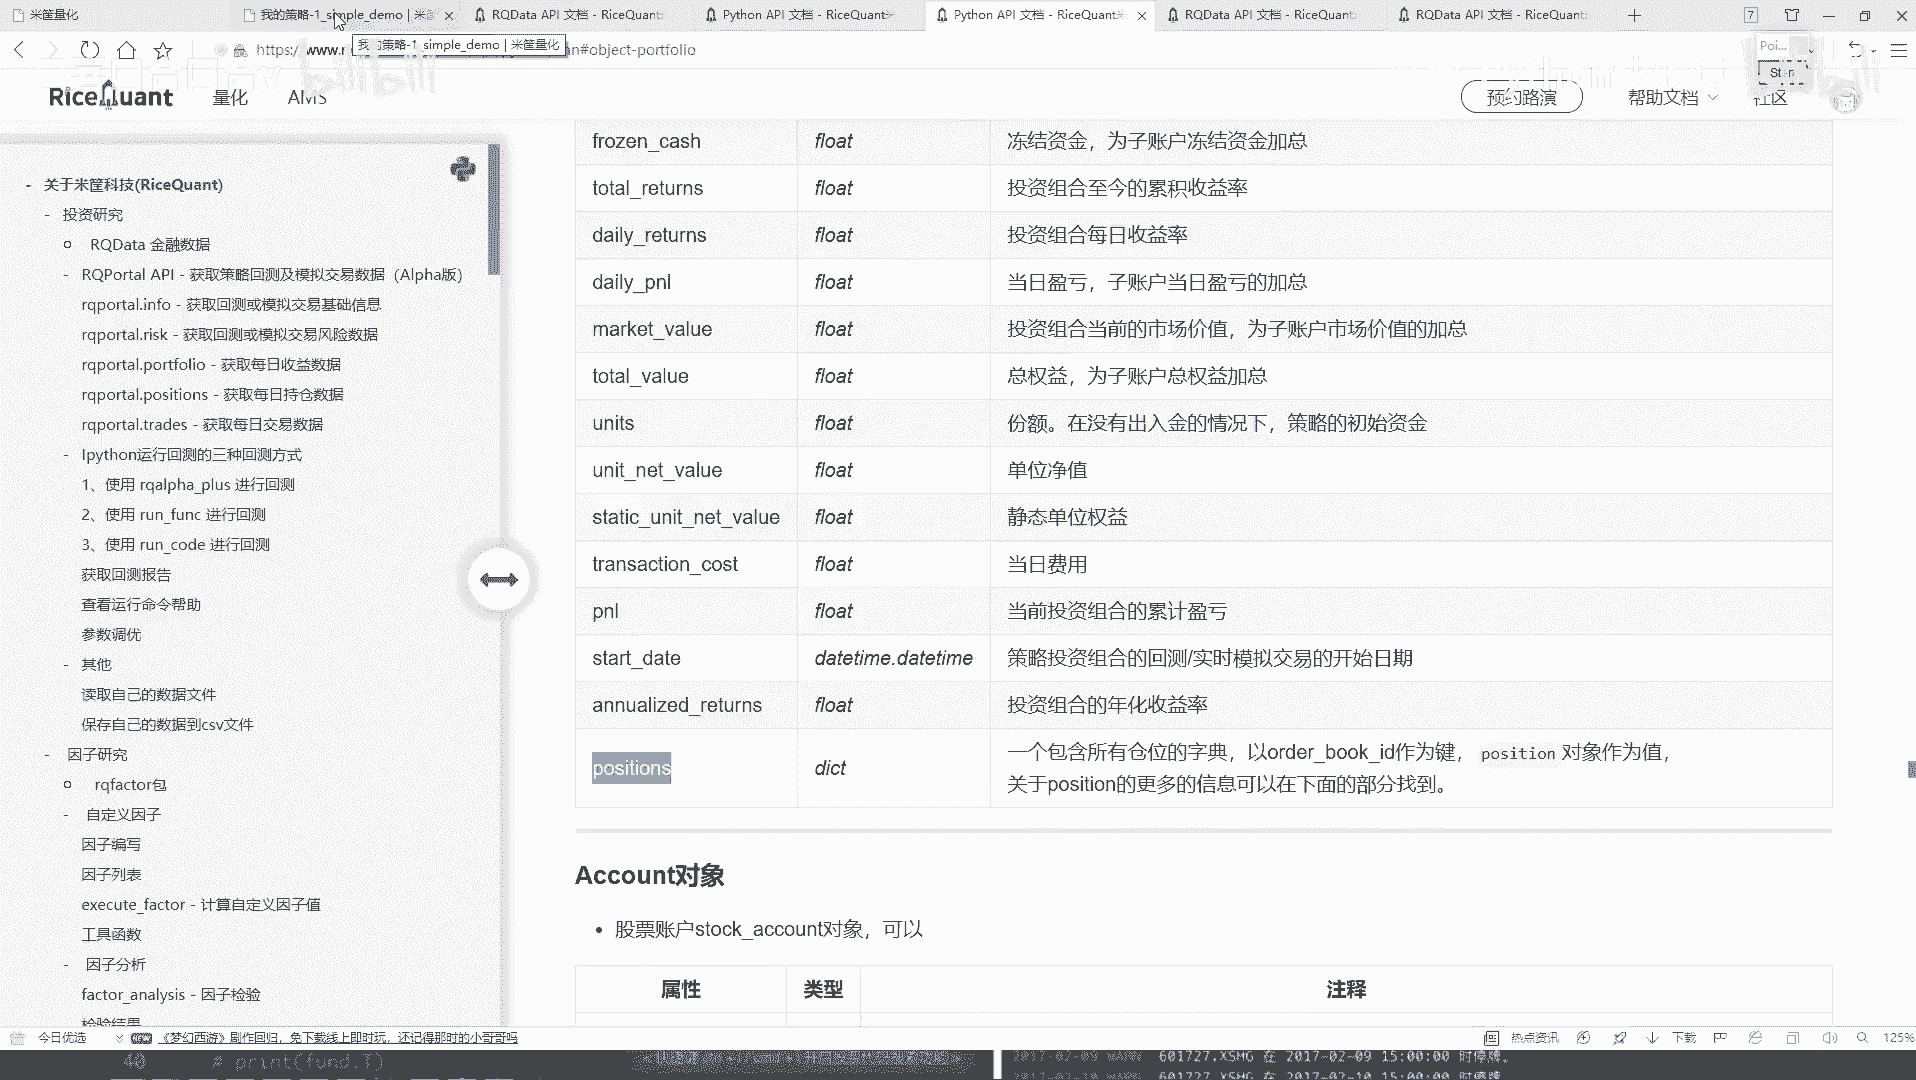 米筐量化
我的策略-1_simple_demo | 米筐
RQData API 文档 - RiceQuant
Python API 文档 - RiceQuant
Python API 文档 - RiceQuant米
RQData API 文档 - RiceQuant
RQData API 文档 - RiceQuant
7
https://www.r
我的策略-1_simple_demo | 米筐量化
an#object-portfolio
Poi...
RiceQuant
量化
AMS
预约路演
帮助文档
社区
- 关于米筐科技(RiceQuant)
- 投资研究
RQData 金融数据
- RQPortal API - 获取策略回测及模拟交易数据（Alpha版）
rqportal.info - 获取回测或模拟交易基础信息
rqportal.risk - 获取回测或模拟交易风险数据
rqportal.portfolio - 获取每日收益数据
rqportal.positions - 获取每日持仓数据
rqportal.trades - 获取每日交易数据
- Ipython运行回测的三种回测方式
1、使用 rqalpha_plus 进行回测
2、使用 run_func 进行回测
3、使用 run_code 进行回测
获取回测报告
查看运行命令帮助
参数调优
- 其他
读取自己的数据文件
保存自己的数据到csv文件
- 因子研究
rqfactor包
- 自定义因子
因子编写
因子列表
execute_factor - 计算自定义因子值
工具函数
- 因子分析
factor_analysis - 因子检验
检验结果
frozen_cash float 冻结资金，为子账户冻结资金加总
total_returns float 投资组合至今的累积收益率
daily_returns float 投资组合每日收益率
daily_pnl float 当日盈亏，子账户当日盈亏的加总
market_value float 投资组合当前的市场价值，为子账户市场价值的加总
total_value float 总权益，为子账户总权益加总
units float 份额。在没有出入金的情况下，策略的初始资金
unit_net_value float 单位净值
static_unit_net_value float 静态单位权益
transaction_cost float 当日费用
pnl float 当前投资组合的累计盈亏
start_date datetime.datetime 策略投资组合的回测/实时模拟交易的开始日期
annualized_returns float 投资组合的年化收益率
positions dict 一个包含所有仓位的字典，以order_book_id作为键， position 对象作为值，
关于position的更多的信息可以在下面的部分找到。
Account对象
• 股票账户stock_account对象，可以
属性 类型 注释
今日优选
NEW 《梦幻西游》剧作回归，免下载线上即时玩，还记得那时的小哥哥吗
热点资讯
下载
125%
40 # print(fund.T)
2017-02-09 WARN 601727.XSHG 在 2017-02-09 15:00:00 时停牌。
2017-02-10 WARN 601727.XSHG 在 2017-02-10 15:00:00 时停牌。